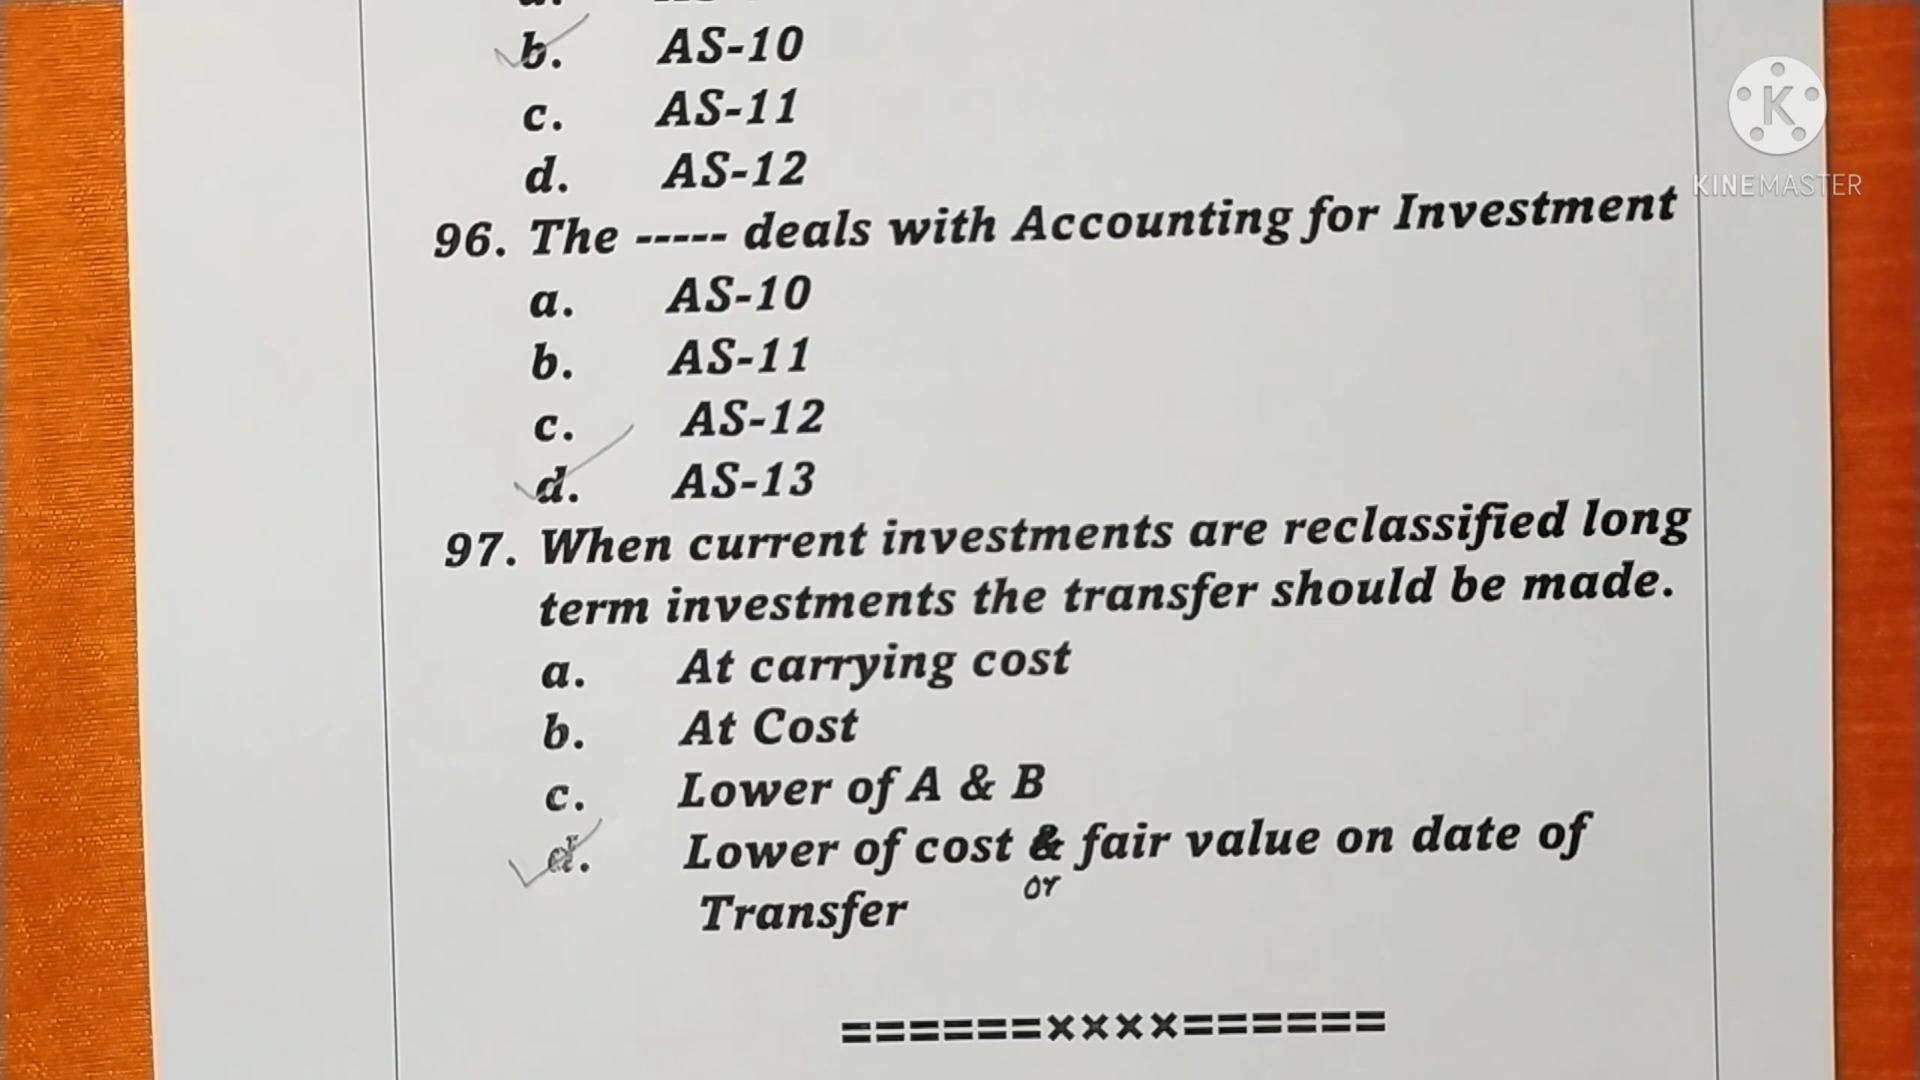 b. AS-10
c. AS-11
d. AS-12
96. The ----- deals with Accounting for Investment
a. AS-10
b. AS-11
c. AS-12
d. AS-13
97. When current investments are reclassified long
term investments the transfer should be made.
a. At carrying cost
b. At Cost
c. Lower of A & B
d. Lower of cost & fair value on date of
or
Transfer
======xxxx======
K
KINEMASTER